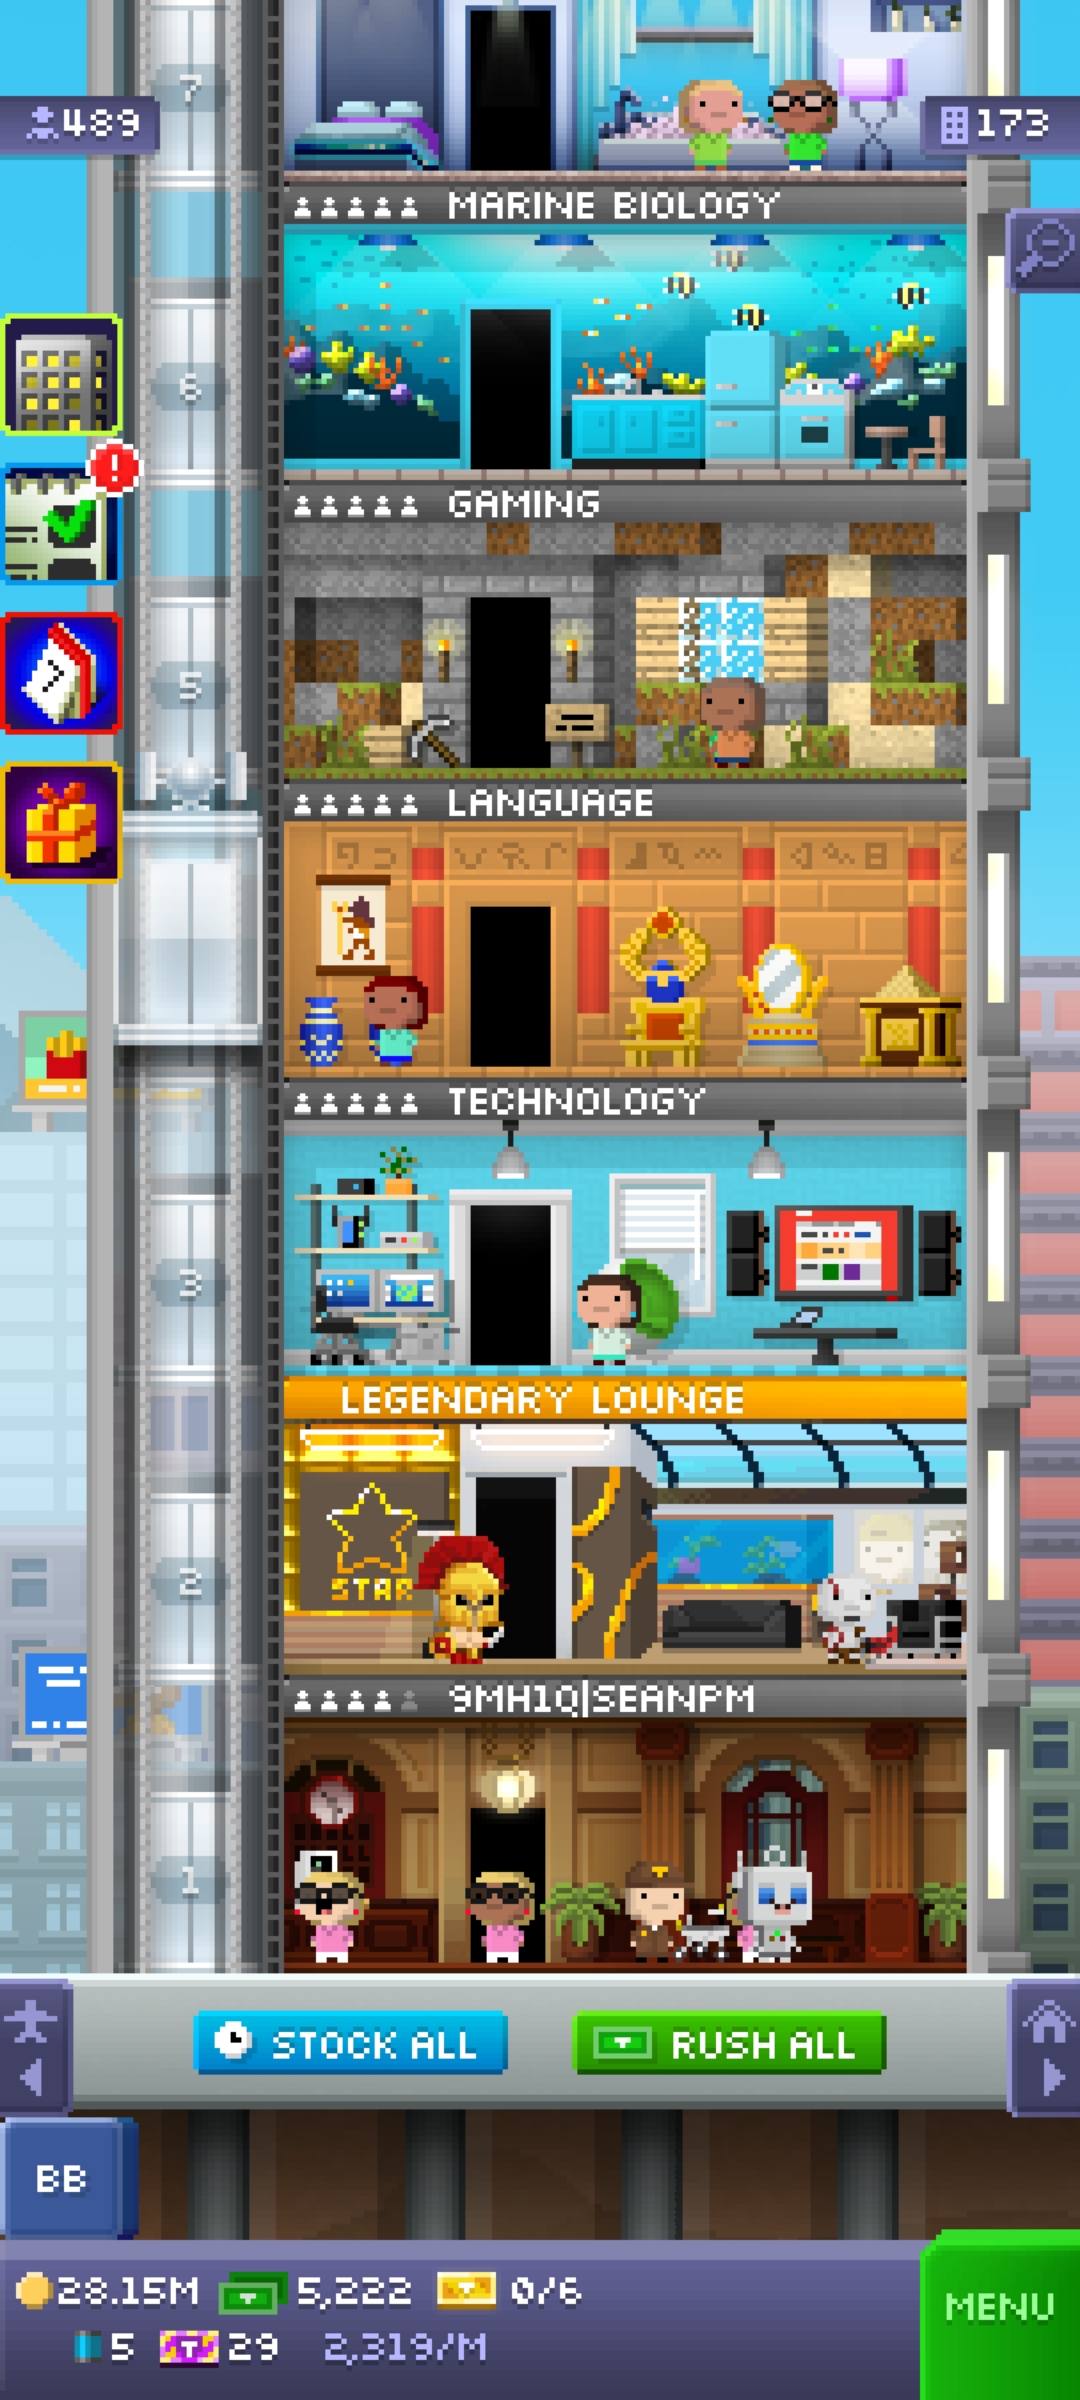 7
489
173
MARINE BIOLOGY
6
GAMING
5
LANGUAGE
TECHNOLOGY
3
LEGENDARY LOUNGE
STAR
2
9MH1Q|SEANPM
1
STOCK ALL
RUSH ALL
BB
28.15M 5,222 0/6
MENU
5 29 2,319/M